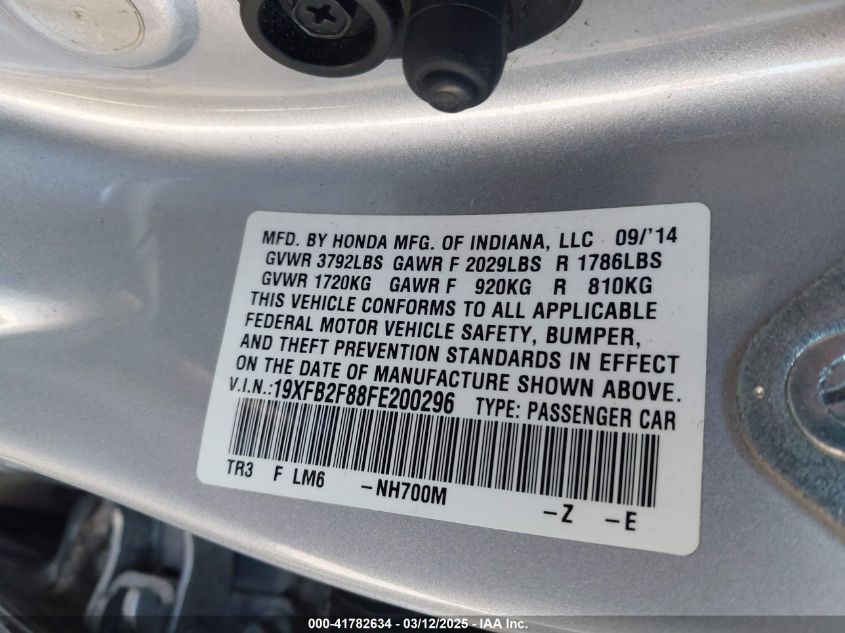 MFD. BY HONDA MFG. OF INDIANA, LLC 09/'14
GVWR 3792LBS GAWR F 2029LBS R 1786LBS
GVWR 1720KG GAWR F 920KG R 810KG
THIS VEHICLE CONFORMS TO ALL APPLICABLE
FEDERAL MOTOR VEHICLE SAFETY, BUMPER,
AND THEFT PREVENTION STANDARDS IN EFFECT
ON THE DATE OF MANUFACTURE SHOWN ABOVE.
V.I.N.:19XFB2F88FE200296 TYPE: PASSENGER CAR
TR3 F LM6 -NH700M -Z -E
000-41782634 - 03/12/2025 - IAA Inc.